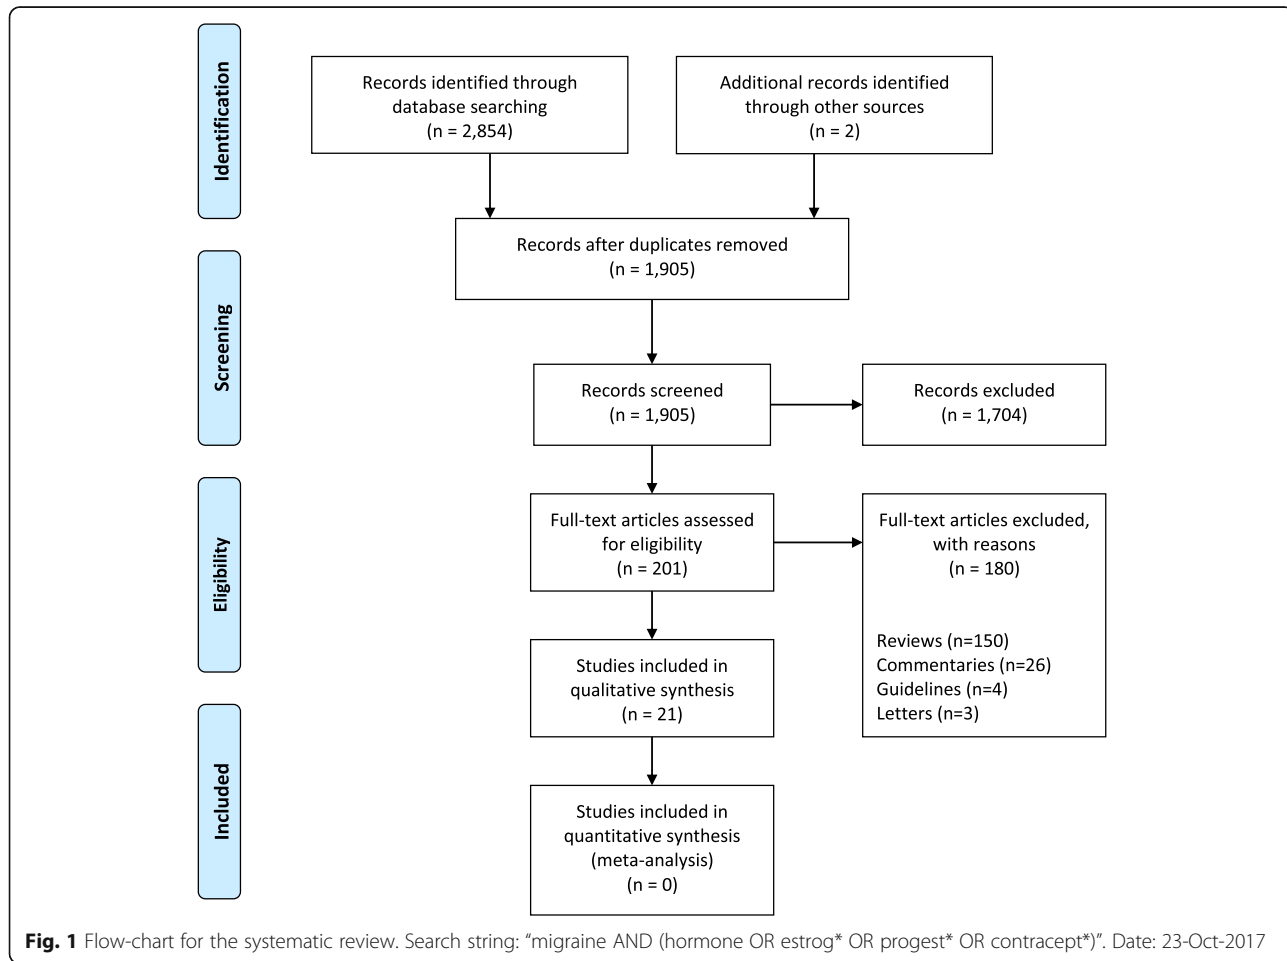 Identification
Records identified through
database searching
(n = 2,854)
Additional records identified
through other sources
(n = 2)
Records after duplicates removed
(n = 1,905)
Screening
Records screened
(n = 1,905)
Records excluded
(n = 1,704)
Eligibility
Full-text articles assessed
for eligibility
(n = 201)
Full-text articles excluded,
with reasons
(n = 180)
Reviews (n=150)
Commentaries (n=26)
Guidelines (n=4)
Letters (n=3)
Studies included in
qualitative synthesis
(n = 21)
Included
Studies included in
quantitative synthesis
(meta-analysis)
(n = 0)
Fig. 1 Flow-chart for the systematic review. Search string: “migraine AND (hormone OR estrog* OR progest* OR contracept*)”. Date: 23-Oct-2017